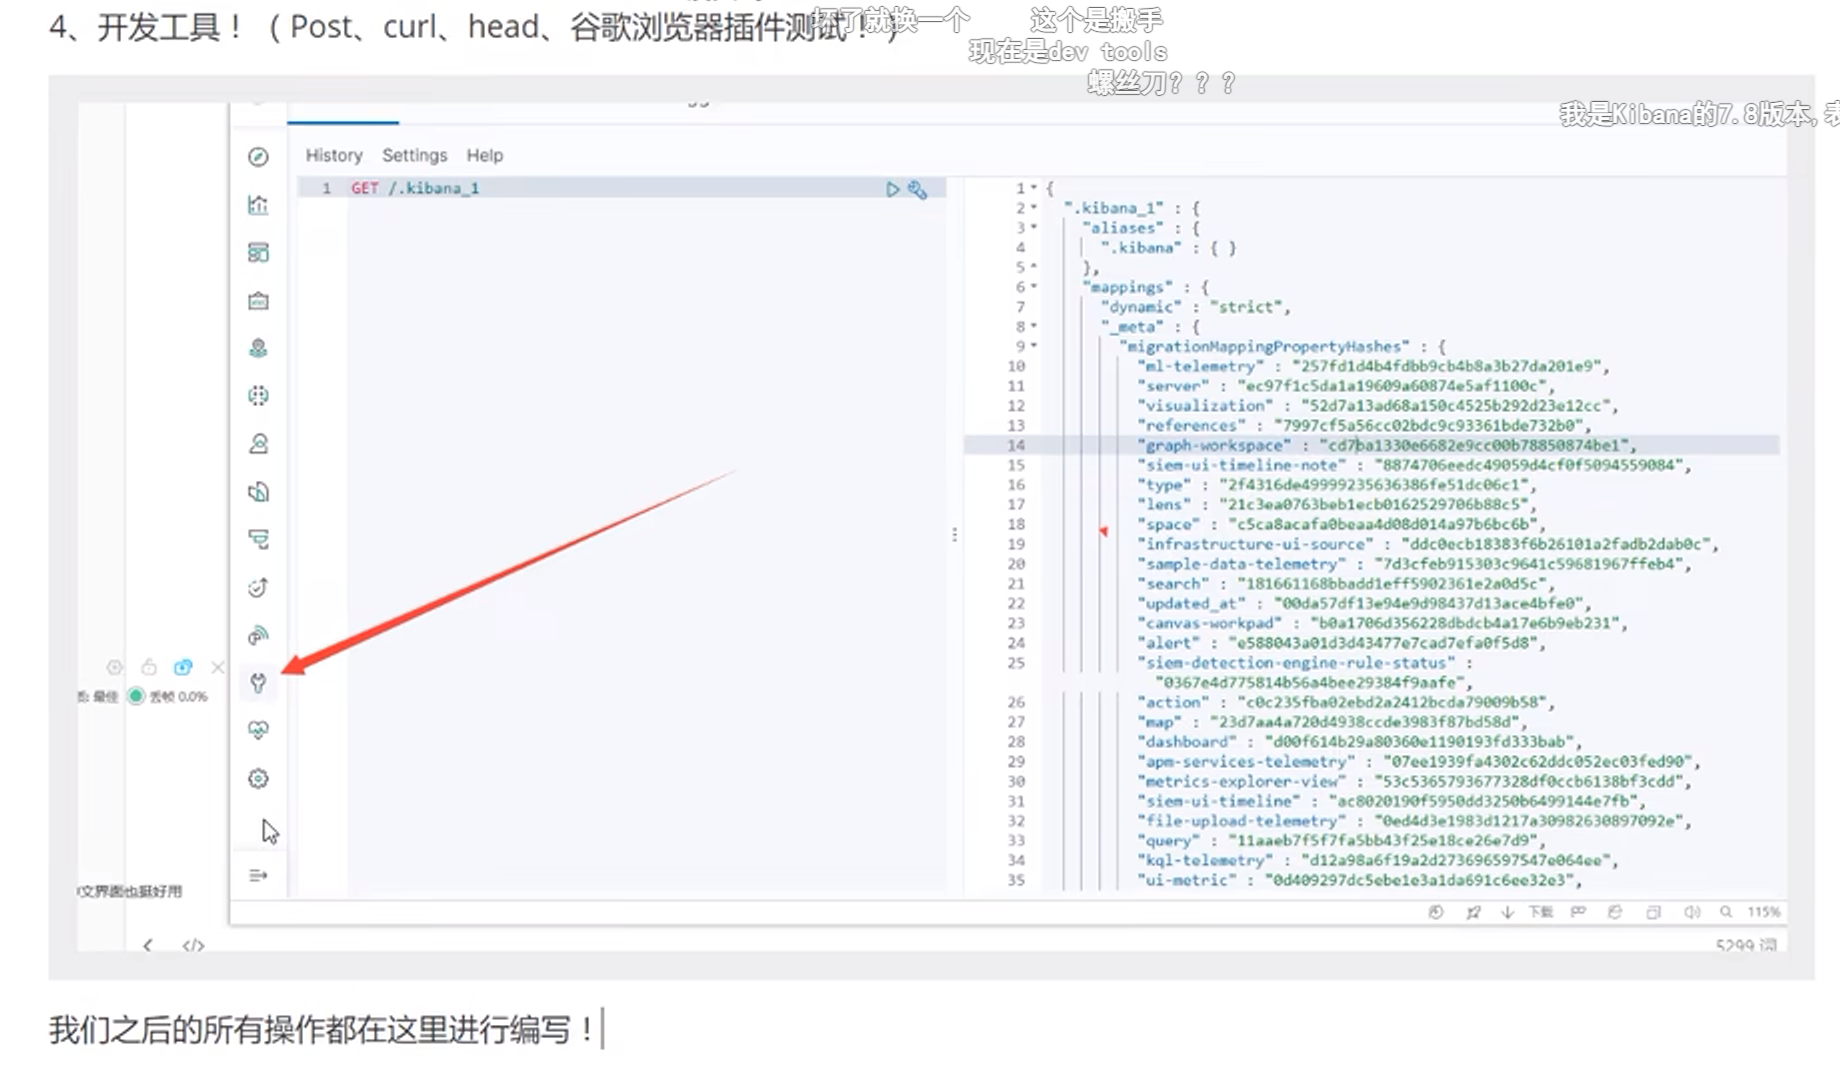 4、开发工具！（ Post、curl、head、谷歌浏览器插件测试！）
坏了就换一个
这个是搬手
现在是dev tools
螺丝刀？？？
我是Kibana的7.8版本,表
History Settings Help
1 GET /.kibana_1
1 {
2 ".kibana_1" : {
3 "aliases" : {
4 ".kibana" : { }
5 },
6 "mappings" : {
7 "dynamic" : "strict",
8 "_meta" : {
9 "migrationMappingPropertyHashes" : {
10 "ml-telemetry" : "257fd1d4b4fdbb9cb4b8a3b27da201e9",
11 "server" : "ec97f1c5da1a19609a60874e5af1100c",
12 "visualization" : "52d7a13ad68a150c4525b292d23e12cc",
13 "references" : "7997cf5a56cc02bdc9c93361bde732b0",
14 "graph-workspace" : "cd7ba1330e6682e9cc00b78850874be1",
15 "siem-ui-timeline-note" : "8874706eedc49059d4cf0f5094559084",
16 "type" : "2f4316de49999235636386fe51dc06c1",
17 "lens" : "21c3ea0763beb1ecb0162529706b88c5",
18 "space" : "c5ca8acafa0beaa4d08d014a97b6bc6b",
19 "infrastructure-ui-source" : "ddc0ecb18383f6b26101a2fadb2dab0c",
20 "sample-data-telemetry" : "7d3cfeb915303c9641c59681967ffeb4",
21 "search" : "181661168bbadd1eff5902361e2a0d5c",
22 "updated_at" : "00da57df13e94e9d98437d13ace4bfe0",
23 "canvas-workpad" : "b0a1706d356228dbdcb4a17e6b9eb231",
24 "alert" : "e588043a01d3d43477e7cad7efa0f5d8",
25 "siem-detection-engine-rule-status" :
"0367e4d775814b56a4bee29384f9aafe",
26 "action" : "c0c235fba02ebd2a2412bcda79009b58",
27 "map" : "23d7aa4a720d4938ccde3983f87bd58d",
28 "dashboard" : "d00f614b29a80360e1190193fd333bab",
29 "apm-services-telemetry" : "07ee1939fa4302c62ddc052ec03fed90",
30 "metrics-explorer-view" : "53c5365793677328df0ccb6138bf3cdd",
31 "siem-ui-timeline" : "ac8020190f5950dd3250b6499144e7fb",
32 "file-upload-telemetry" : "0ed4d3e1983d1217a30982630897092e",
33 "query" : "11aaeb7f5f7fa5bb43f25e18ce26e7d9",
34 "kql-telemetry" : "d12a98a6f19a2d273696597547e064ee",
35 "ui-metric" : "0d409297dc5ebe1e3a1da691c6ee32e3",
最佳 丢帧 0.0%
文界面也挺好用
下载 115%
5299 词
我们之后的所有操作都在这里进行编写！